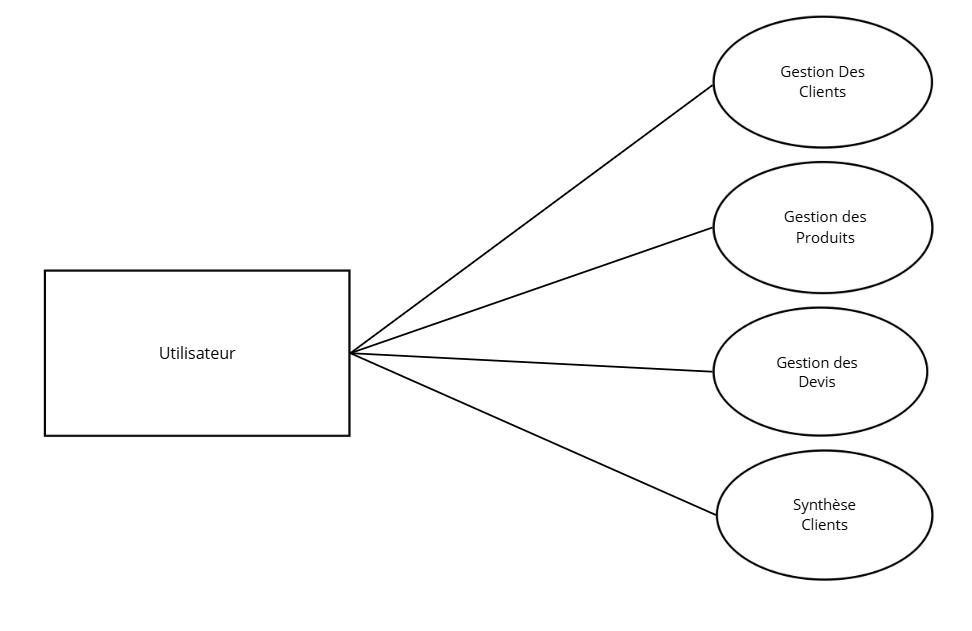 Gestion Des
Clients
Gestion des
Produits
Utilisateur
Gestion des
Devis
Synthèse
Clients